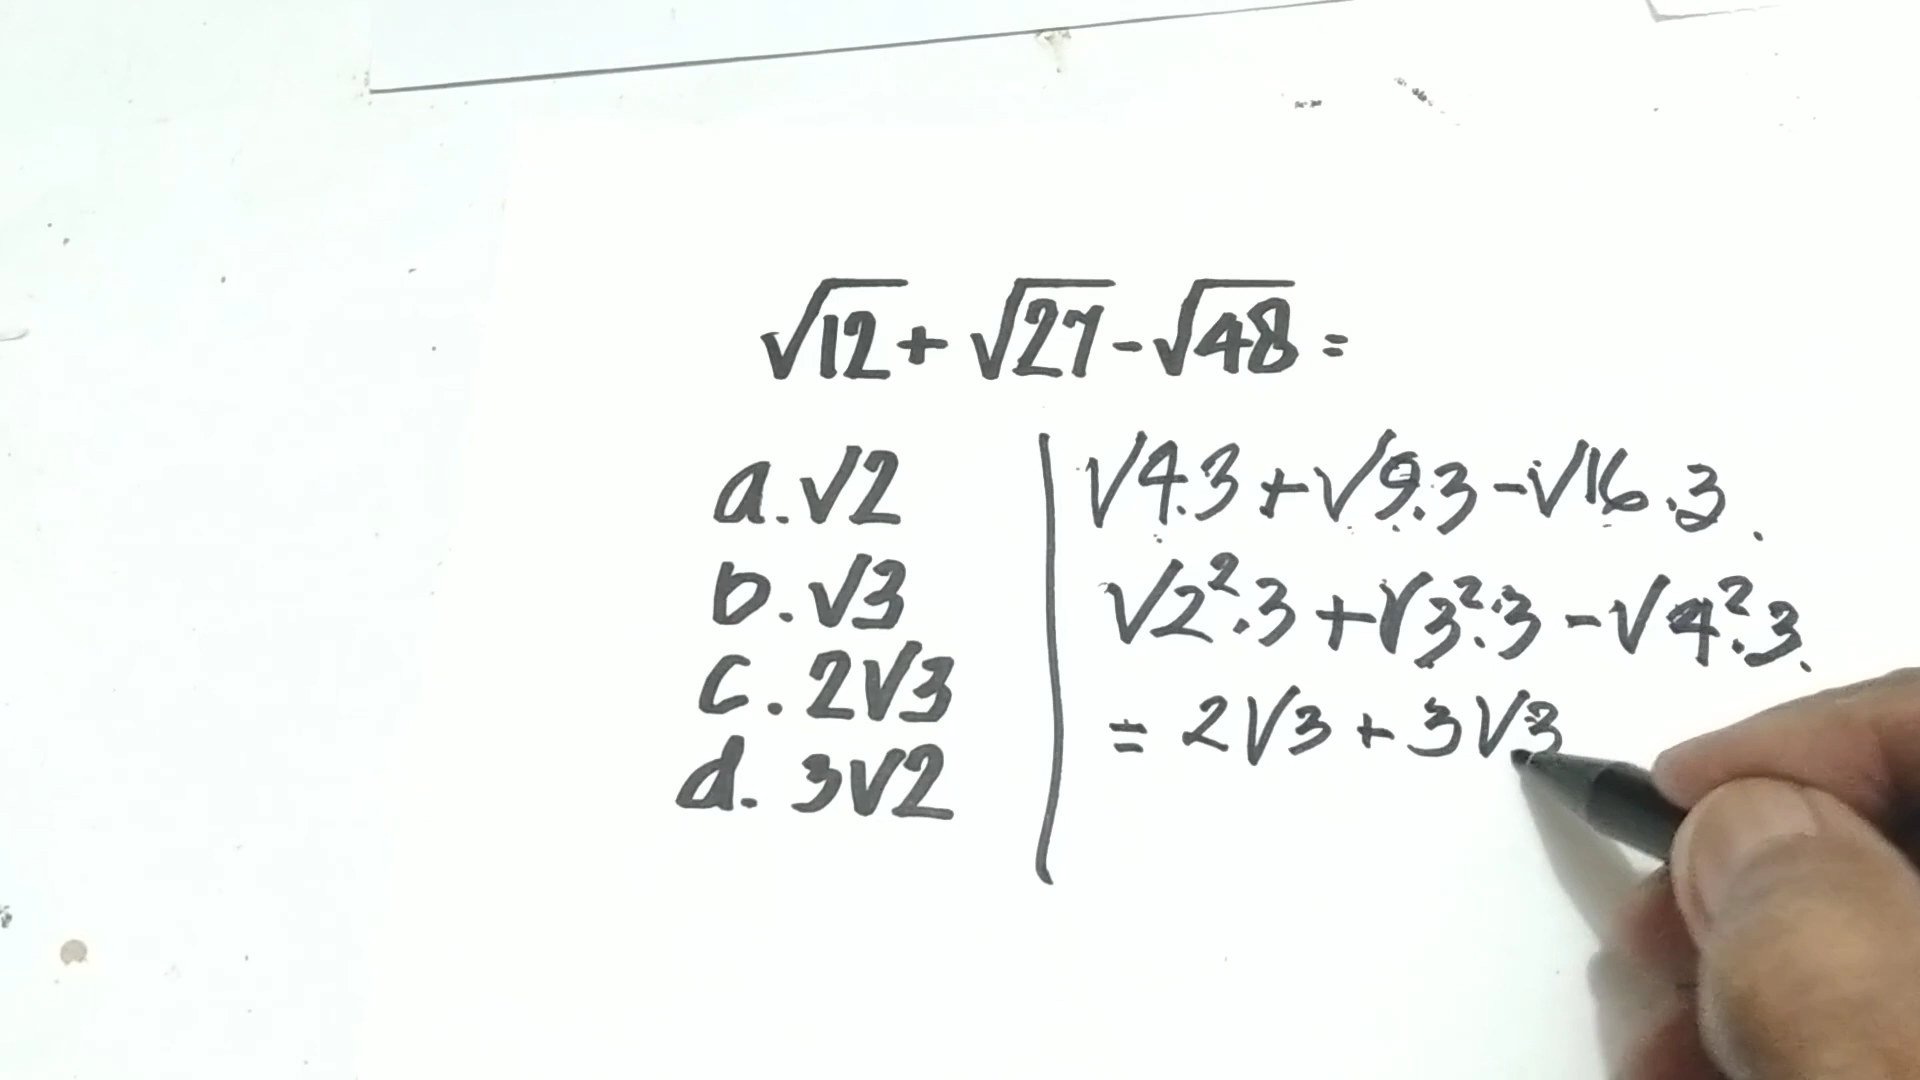 √12 + √27 - √48 =
a. √2
b. √3
c. 2√3
d. 3√2
√4.3 + √9.3 - √16.3
√2².3 + √3².3 - √4².3
= 2√3 + 3√3